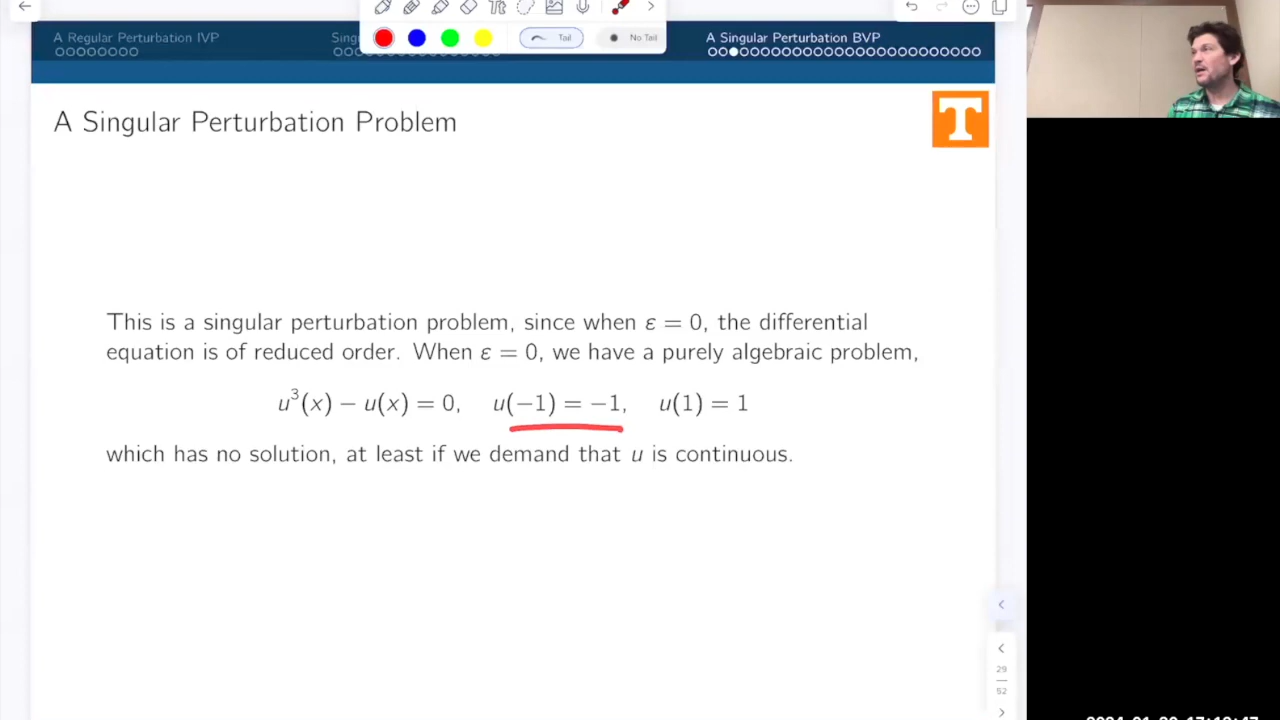 A Regular Perturbation IVP
Sing
A Singular Perturbation BVP
Tail
No Tail
A Singular Perturbation Problem
T
This is a singular perturbation problem, since when ε = 0, the differential
equation is of reduced order. When ε = 0, we have a purely algebraic problem,
u³(x) − u(x) = 0, u(−1) = −1, u(1) = 1
which has no solution, at least if we demand that u is continuous.
29
52